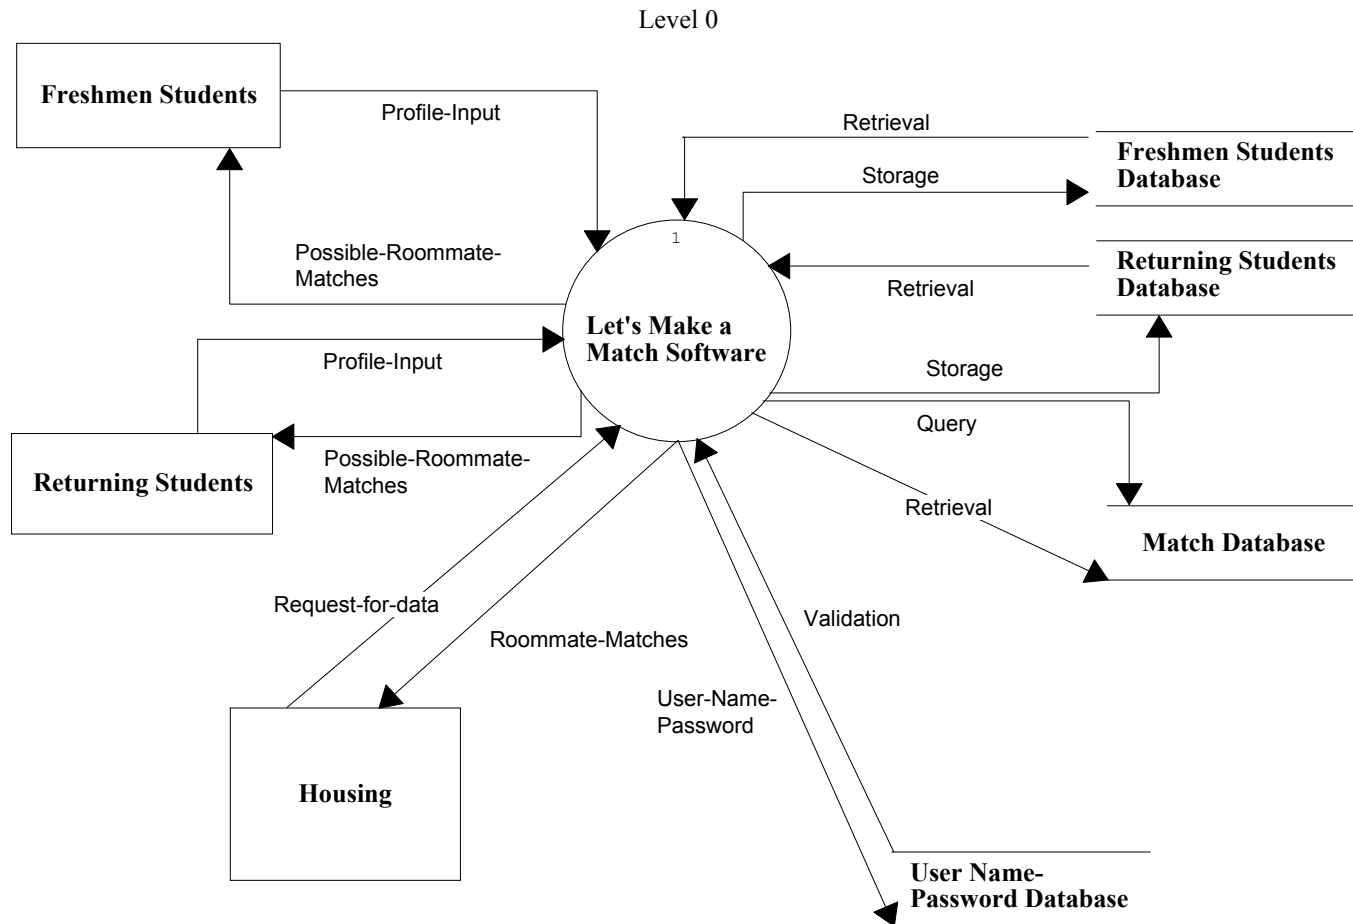 Level 0
Freshmen Students
Profile-Input
Retrieval
Freshmen Students
Database
Storage
1
Possible-Roommate-
Matches
Returning Students
Database
Retrieval
Let's Make a
Match Software
Profile-Input
Storage
Query
Possible-Roommate-
Matches
Returning Students
Retrieval
Match Database
Request-for-data
Roommate-Matches
Validation
User-Name-
Password
Housing
User Name-
Password Database